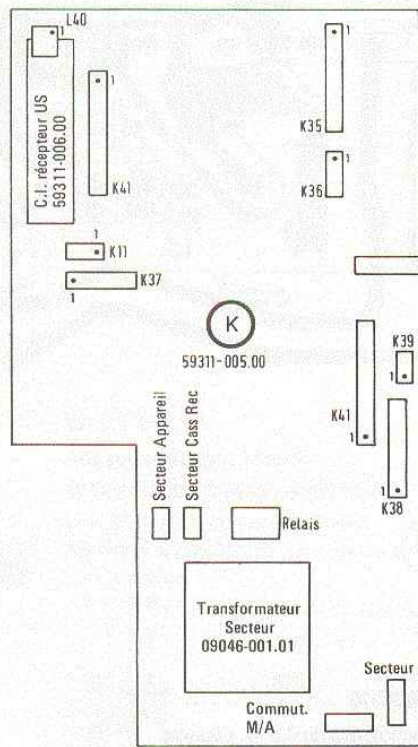 L40
1
C.I. récepteur US
59311-006.00
1
K41
1
K35
1
K36
1
K11
K37
1
K
59311-005.00
K39
1
K41
1
1
K38
Secteur Appareil
Secteur Cass Rec
Relais
Transformateur
Secteur
09046-001.01
Secteur
Commut.
M/A